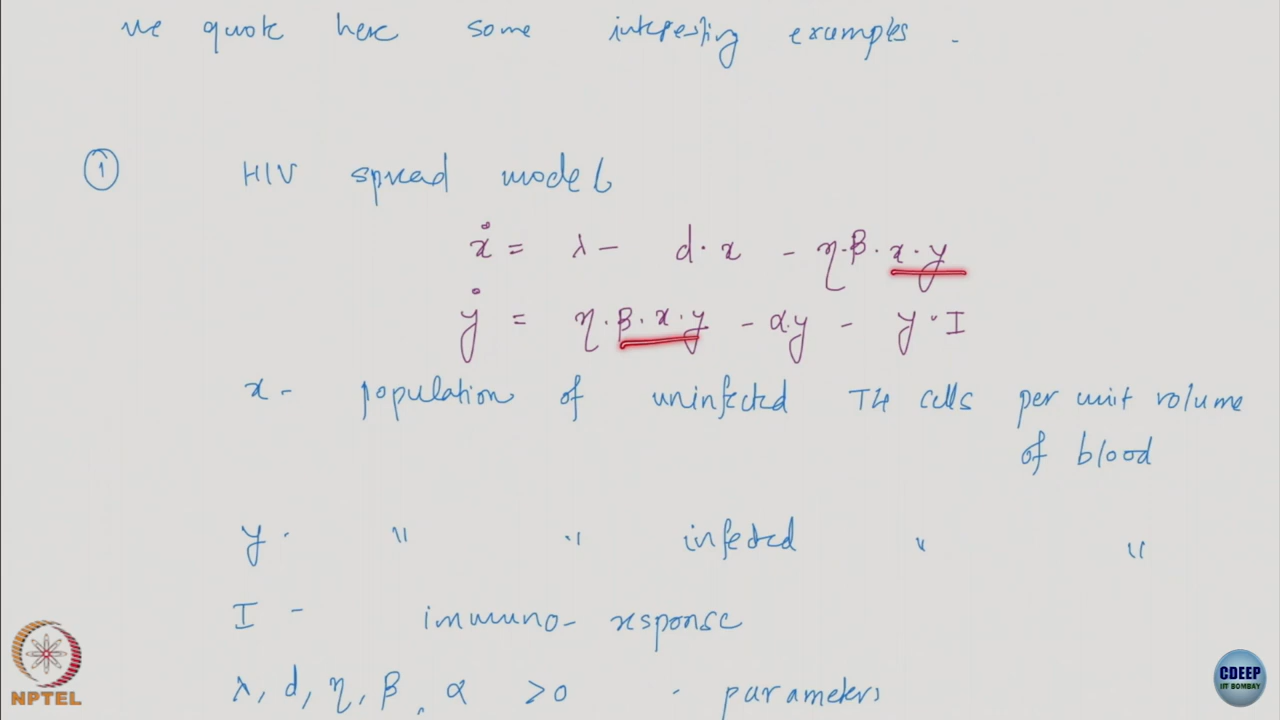 we quote here some interesting examples .
① HIV spread model
ẋ = λ - d·x - η·β·x·y
ẏ = η·β·x·y - α·y - y·I
x - population of uninfected T4 cells per unit volume
of blood
y · " " infected " "
I - immuno- response
λ, d, η, β, α >0 · parameters
NPTEL
CDEEP
IIT BOMBAY